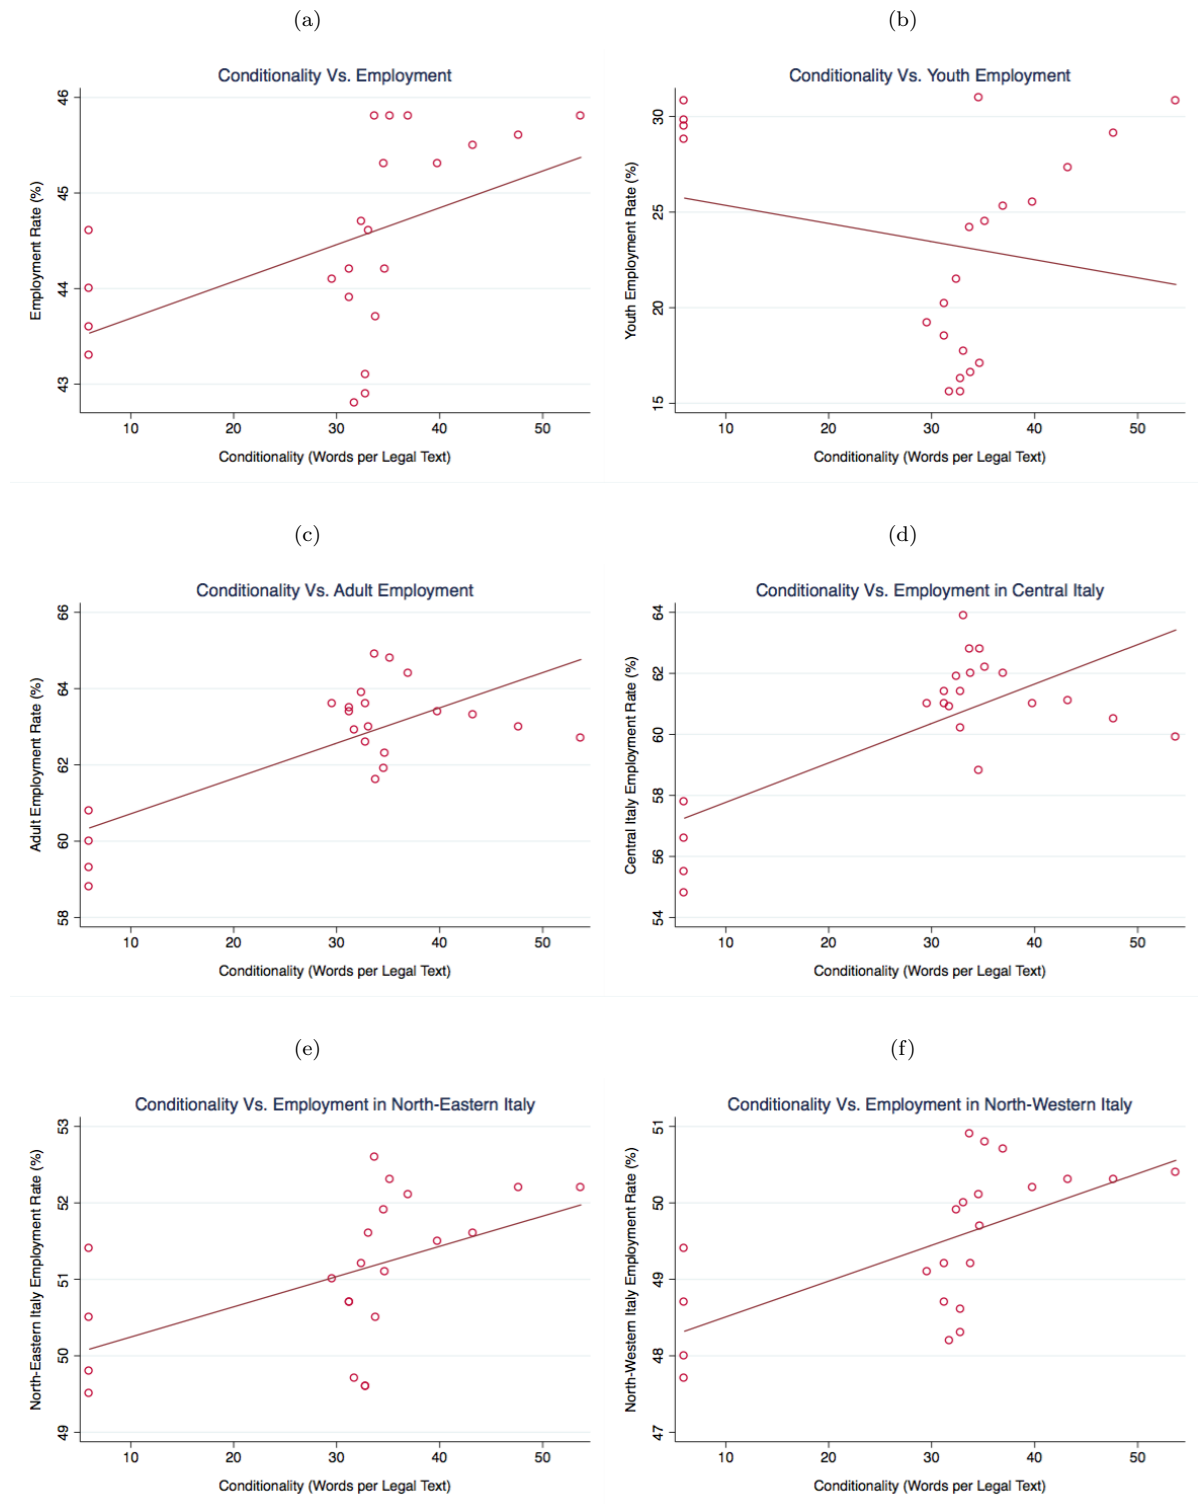 (a)
Conditionality Vs. Employment
Employment Rate (%)
46
45
44
43
10 20 30 40 50
Conditionality (Words per Legal Text)
(b)
Conditionality Vs. Youth Employment
Youth Employment Rate (%)
30
25
20
15
10 20 30 40 50
Conditionality (Words per Legal Text)
(c)
Conditionality Vs. Adult Employment
Adult Employment Rate (%)
66
64
62
60
58
10 20 30 40 50
Conditionality (Words per Legal Text)
(d)
Conditionality Vs. Employment in Central Italy
Central Italy Employment Rate (%)
64
62
60
58
56
54
10 20 30 40 50
Conditionality (Words per Legal Text)
(e)
Conditionality Vs. Employment in North-Eastern Italy
North-Eastern Italy Employment Rate (%)
53
52
51
50
49
10 20 30 40 50
Conditionality (Words per Legal Text)
(f)
Conditionality Vs. Employment in North-Western Italy
North-Western Italy Employment Rate (%)
51
50
49
48
47
10 20 30 40 50
Conditionality (Words per Legal Text)